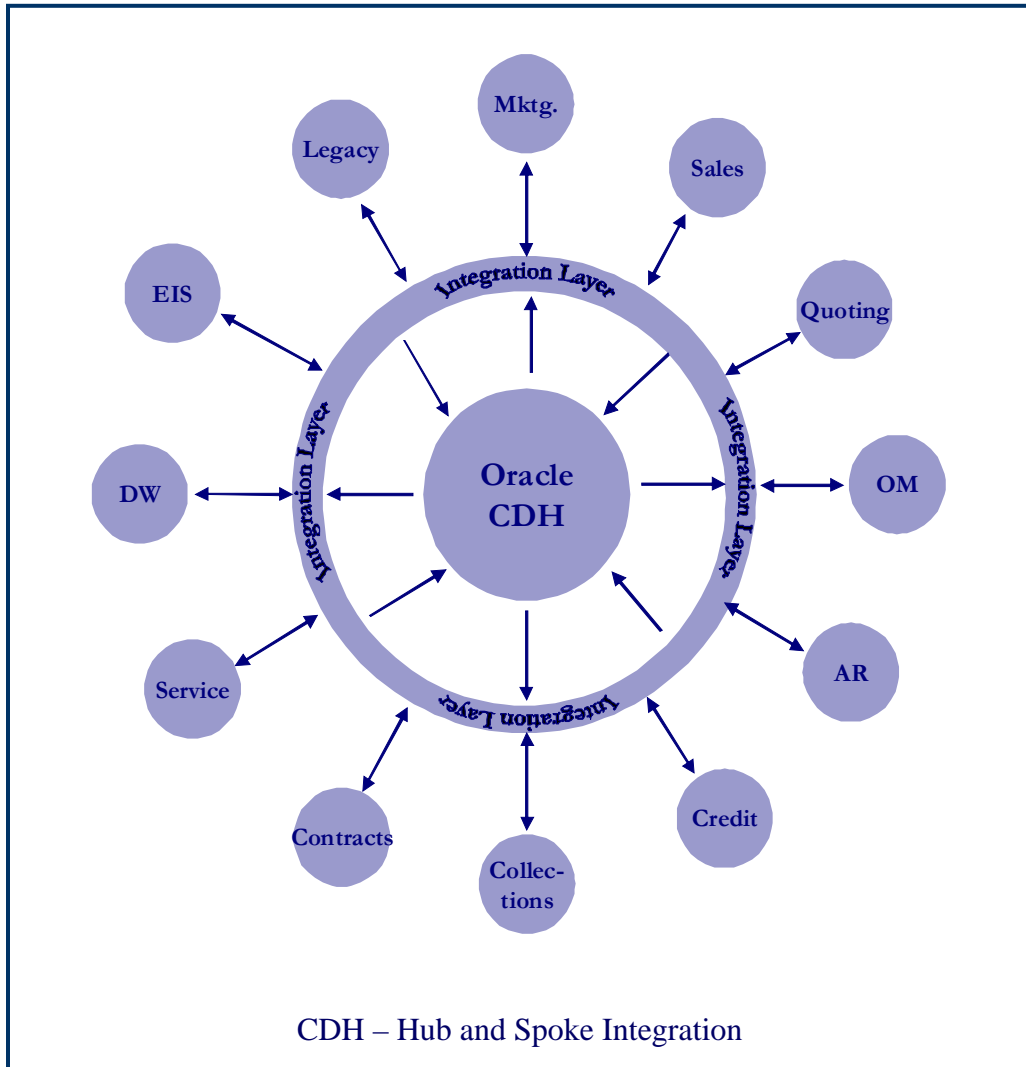 Mktg.
Legacy
Sales
Integration Layer
EIS
Quoting
Integration Layer
Integration Layer
Oracle
CDH
DW
OM
Service
AR
Integration Layer
Contracts
Credit
Collec-
tions
CDH – Hub and Spoke Integration